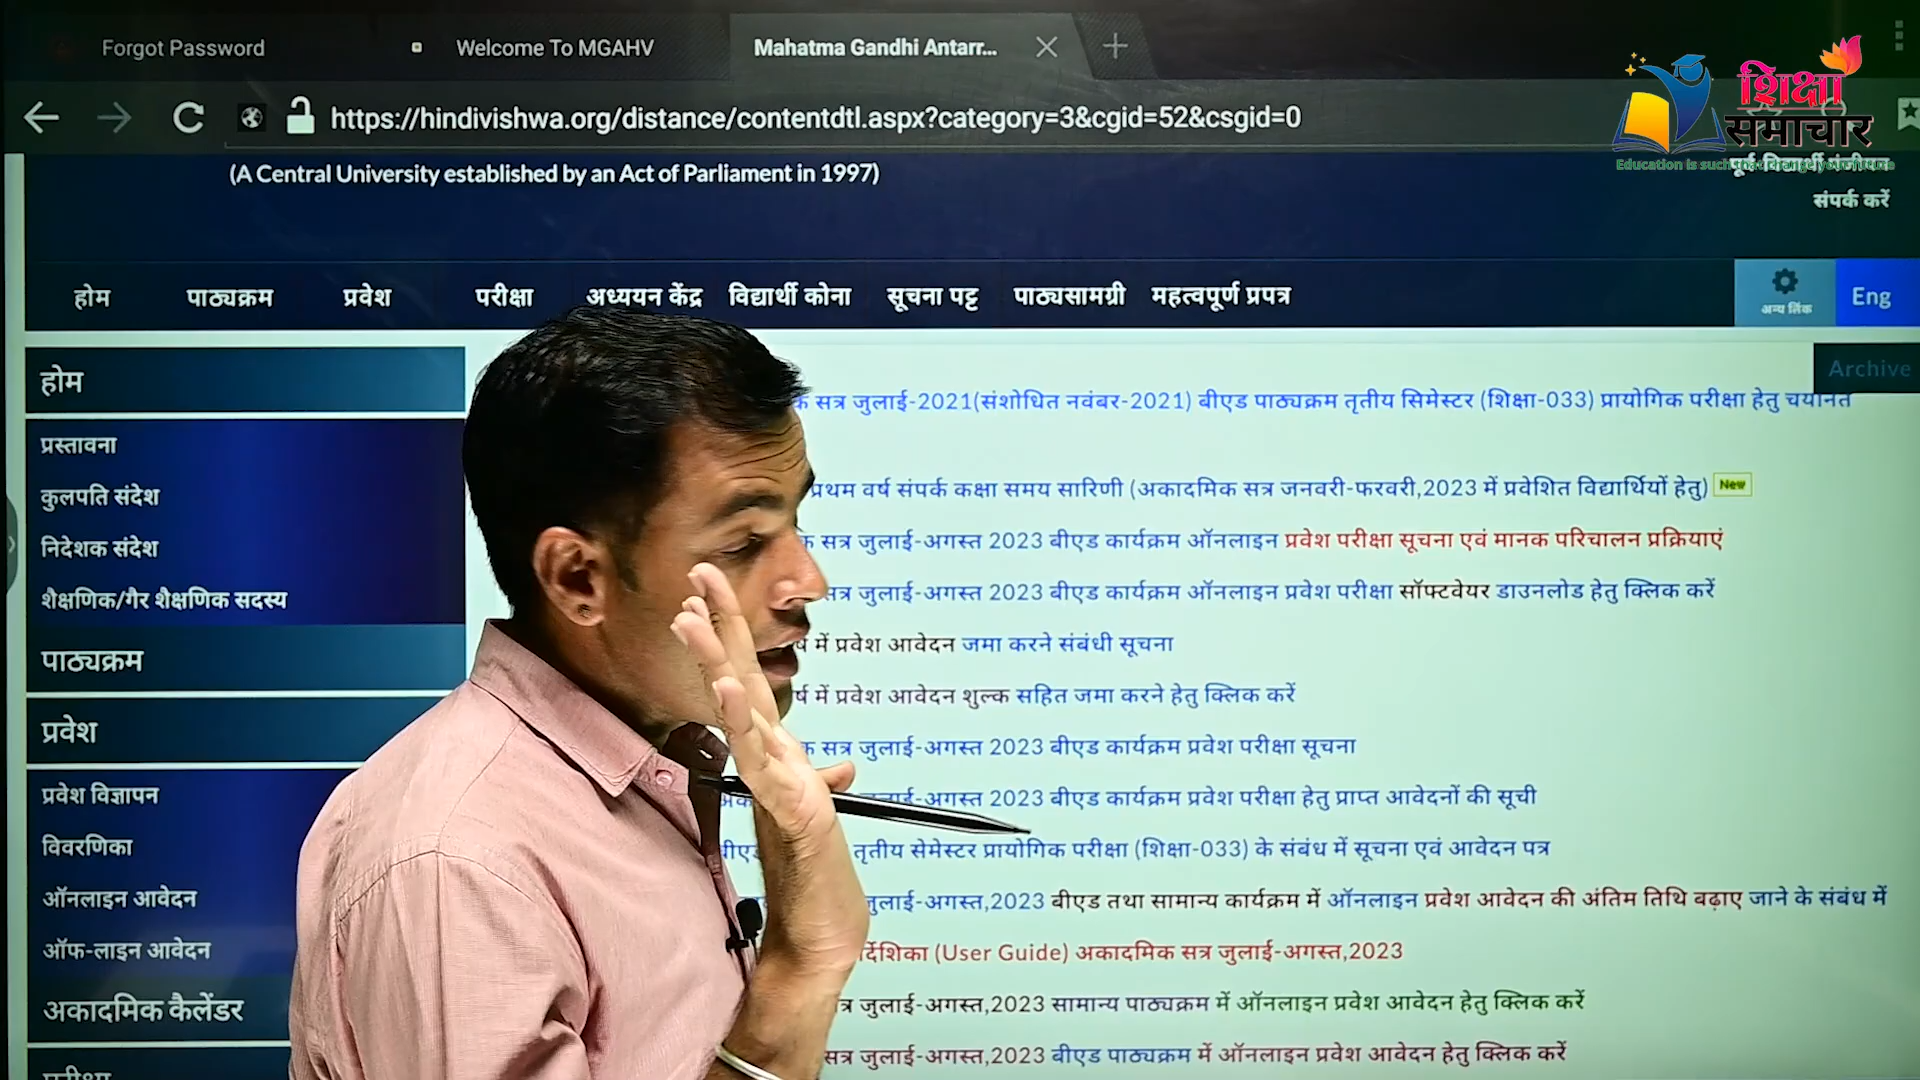 Forgot Password
Welcome To MGAHV
Mahatma Gandhi Antarr...
https://hindivishwa.org/distance/contentdtl.aspx?category=3&cgid=52&csgid=0
शिक्षा
समाचार
Education is such that change your future
(A Central University established by an Act of Parliament in 1997)
पूर्व विद्यार्थी पंजीयन
संपर्क करें
होम पाठ्यक्रम प्रवेश परीक्षा अध्ययन केंद्र विद्यार्थी कोना सूचना पट्ट पाठ्यसामग्री महत्वपूर्ण प्रपत्र
अन्य लिंक
Eng
Archive
होम
प्रस्तावना
कुलपति संदेश
निदेशक संदेश
शैक्षणिक/गैर शैक्षणिक सदस्य
पाठ्यक्रम
प्रवेश
प्रवेश विज्ञापन
विवरणिका
ऑनलाइन आवेदन
ऑफ-लाइन आवेदन
अकादमिक कैलेंडर
सत्र जुलाई-2021(संशोधित नवंबर-2021) बीएड पाठ्यक्रम तृतीय सिमेस्टर (शिक्षा-033) प्रायोगिक परीक्षा हेतु चयनित
प्रथम वर्ष संपर्क कक्षा समय सारिणी (अकादमिक सत्र जनवरी-फरवरी,2023 में प्रवेशित विद्यार्थियों हेतु) New
सत्र जुलाई-अगस्त 2023 बीएड कार्यक्रम ऑनलाइन प्रवेश परीक्षा सूचना एवं मानक परिचालन प्रक्रियाएं
सत्र जुलाई-अगस्त 2023 बीएड कार्यक्रम ऑनलाइन प्रवेश परीक्षा सॉफ्टवेयर डाउनलोड हेतु क्लिक करें
में प्रवेश आवेदन जमा करने संबंधी सूचना
में प्रवेश आवेदन शुल्क सहित जमा करने हेतु क्लिक करें
सत्र जुलाई-अगस्त 2023 बीएड कार्यक्रम प्रवेश परीक्षा सूचना
जुलाई-अगस्त 2023 बीएड कार्यक्रम प्रवेश परीक्षा हेतु प्राप्त आवेदनों की सूची
तृतीय सेमेस्टर प्रायोगिक परीक्षा (शिक्षा-033) के संबंध में सूचना एवं आवेदन पत्र
जुलाई-अगस्त,2023 बीएड तथा सामान्य कार्यक्रम में ऑनलाइन प्रवेश आवेदन की अंतिम तिथि बढ़ाए जाने के संबंध में
(User Guide) अकादमिक सत्र जुलाई-अगस्त,2023
जुलाई-अगस्त,2023 सामान्य पाठ्यक्रम में ऑनलाइन प्रवेश आवेदन हेतु क्लिक करें
सत्र जुलाई-अगस्त,2023 बीएड पाठ्यक्रम में ऑनलाइन प्रवेश आवेदन हेतु क्लिक करें